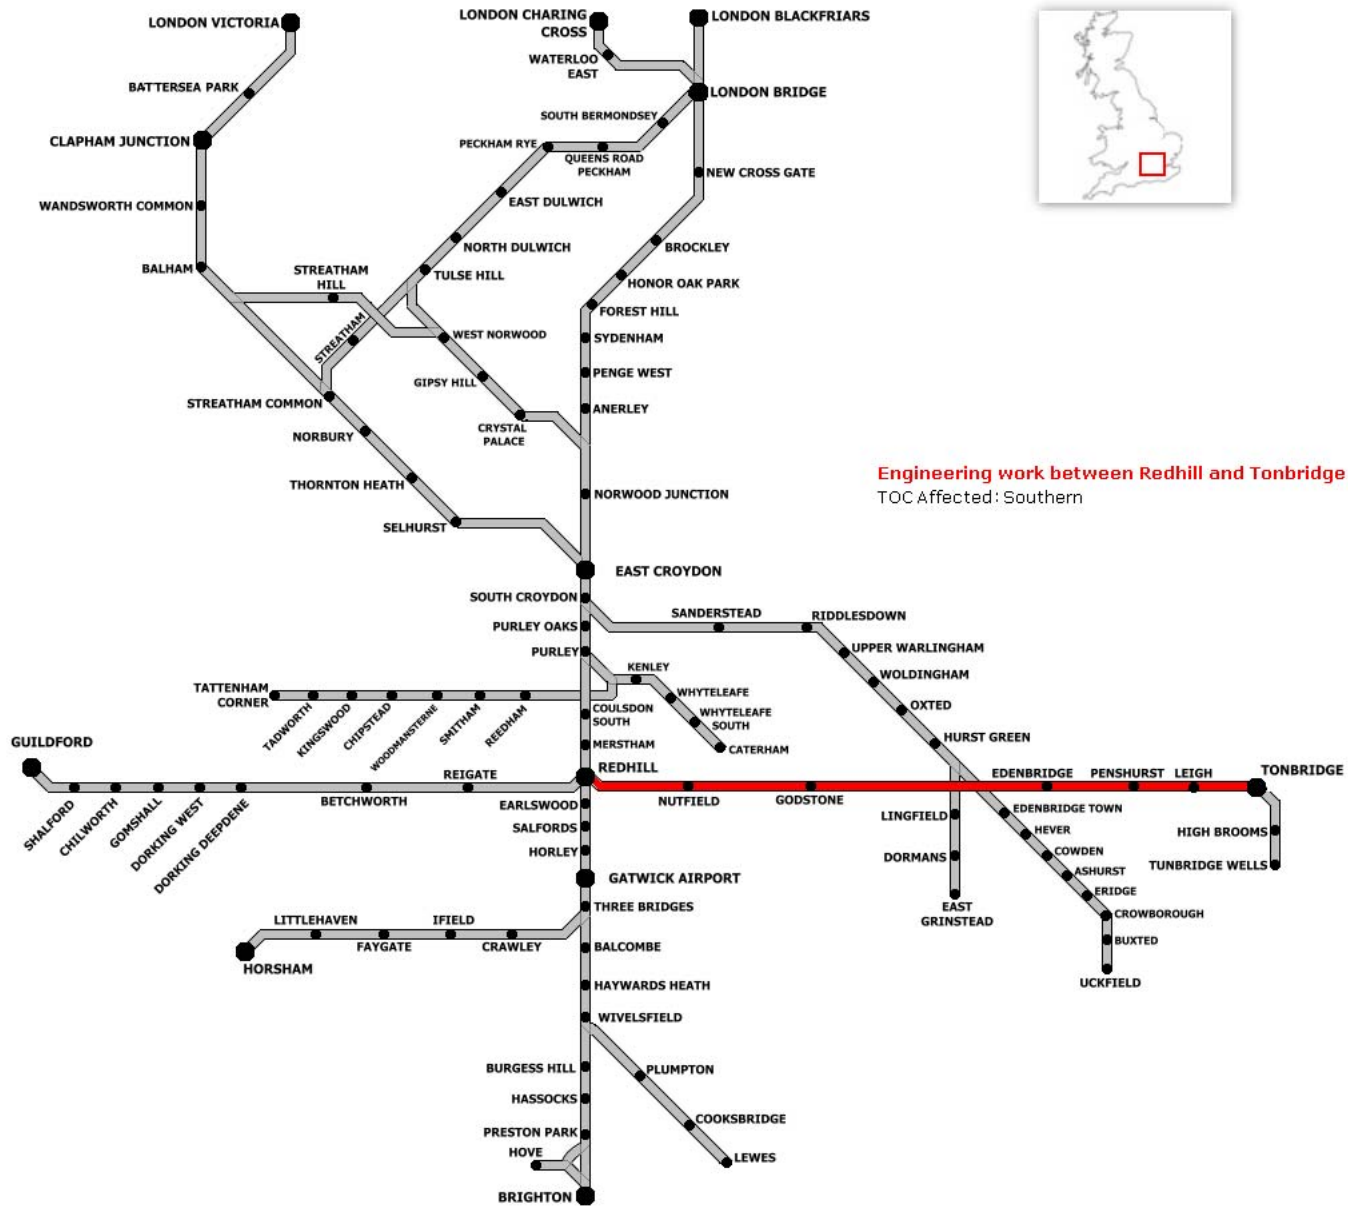 LONDON VICTORIA
LONDON CHARING
CROSS
LONDON BLACKFRIARS
WATERLOO
EAST
BATTERSEA PARK
LONDON BRIDGE
SOUTH BERMONDSEY
CLAPHAM JUNCTION
PECKHAM RYE
QUEENS ROAD
PECKHAM
NEW CROSS GATE
WANDSWORTH COMMON
EAST DULWICH
NORTH DULWICH
BROCKLEY
BALHAM
STREATHAM
HILL
TULSE HILL
HONOR OAK PARK
FOREST HILL
STREATHAM
WEST NORWOOD
SYDENHAM
GIPSY HILL
PENGE WEST
STREATHAM COMMON
ANERLEY
CRYSTAL
PALACE
NORBURY
Engineering work between Redhill and Tonbridge
TOC Affected: Southern
THORNTON HEATH
NORWOOD JUNCTION
SELHURST
EAST CROYDON
SOUTH CROYDON
SANDERSTEAD
RIDDLESDOWN
PURLEY OAKS
PURLEY
UPPER WARLINGHAM
KENLEY
WOLDINGHAM
TATTENHAM
CORNER
WHYTELEAFE
OXTED
TADWORTH
KINGSWOOD
CHIPSTEAD
WOODMANSTERNE
SMITHAM
REEDHAM
COULSDON
SOUTH
WHYTELEAFE
SOUTH
HURST GREEN
GUILDFORD
MERSTHAM
CATERHAM
REDHILL
REIGATE
EDENBRIDGE
PENSHURST
LEIGH
TONBRIDGE
SHALFORD
CHILWORTH
GOMSHALL
DORKING WEST
DORKING DEEPDENE
BETCHWORTH
NUTFIELD
GODSTONE
EARLSWOOD
EDENBRIDGE TOWN
LINGFIELD
SALFORDS
HEVER
HIGH BROOMS
HORLEY
COWDEN
DORMANS
TUNBRIDGE WELLS
ASHURST
GATWICK AIRPORT
ERIDGE
THREE BRIDGES
EAST
GRINSTEAD
CROWBOROUGH
LITTLEHAVEN
IFIELD
FAYGATE
CRAWLEY
BALCOMBE
BUXTED
HORSHAM
HAYWARDS HEATH
UCKFIELD
WIVELSFIELD
BURGESS HILL
PLUMPTON
HASSOCKS
COOKSBRIDGE
PRESTON PARK
HOVE
LEWES
BRIGHTON